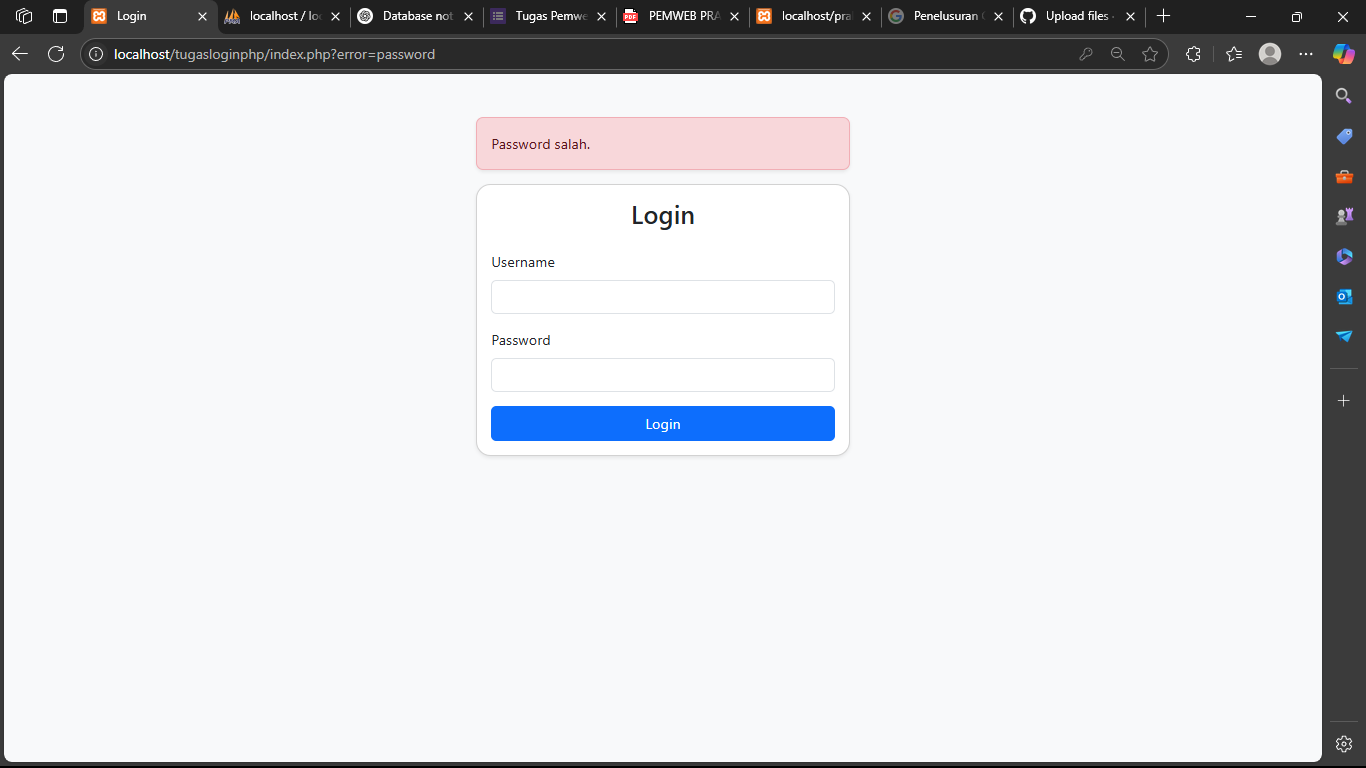 Login
localhost / loc
Database not
Tugas Pemwe
PEMWEB PRA
localhost/pra
Penelusuran
Upload files
localhost/tugasloginphp/index.php?error=password
Password salah.
Login
Username
Password
Login